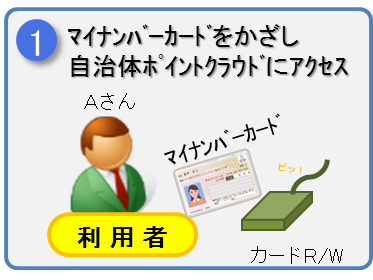 1
ﾏｲﾅﾝﾊﾞｰｶｰﾄﾞをかざし
自治体ﾎﾟｲﾝﾄｸﾗｳﾄﾞにｱｸｾｽ
Aさん
ﾏｲﾅﾝﾊﾞｰｶｰﾄﾞ
ピッ！
利用者
カードR/W